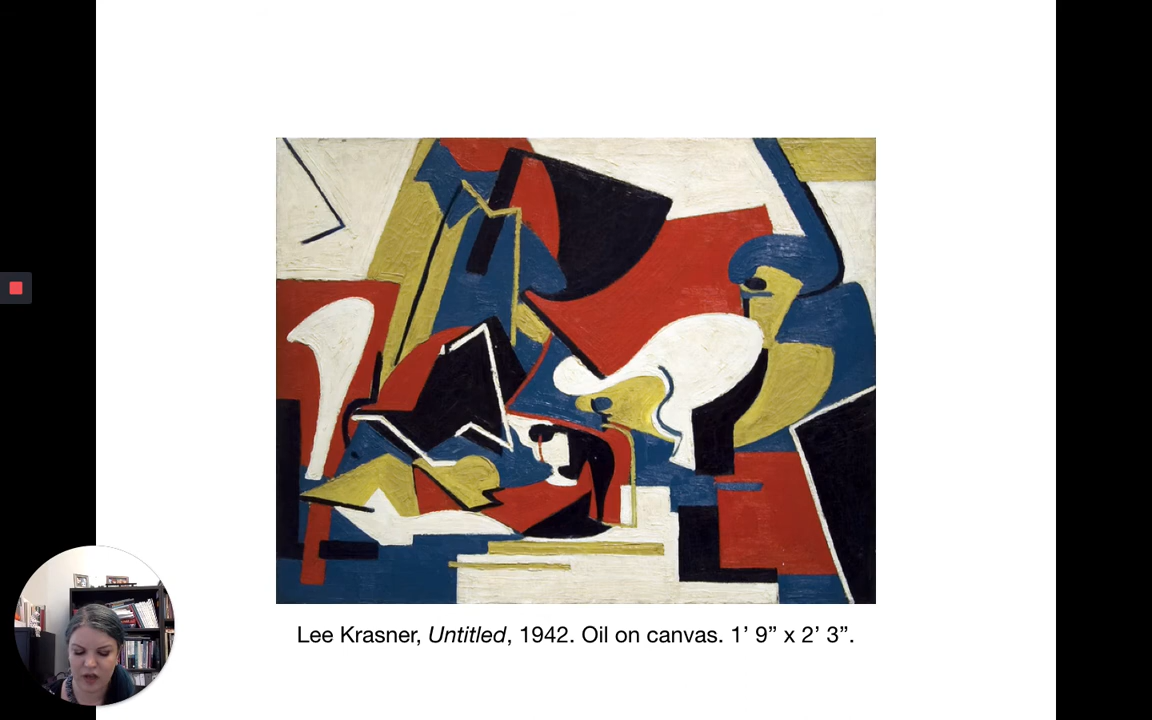 Lee Krasner, Untitled, 1942. Oil on canvas. 1’ 9” x 2’ 3”.